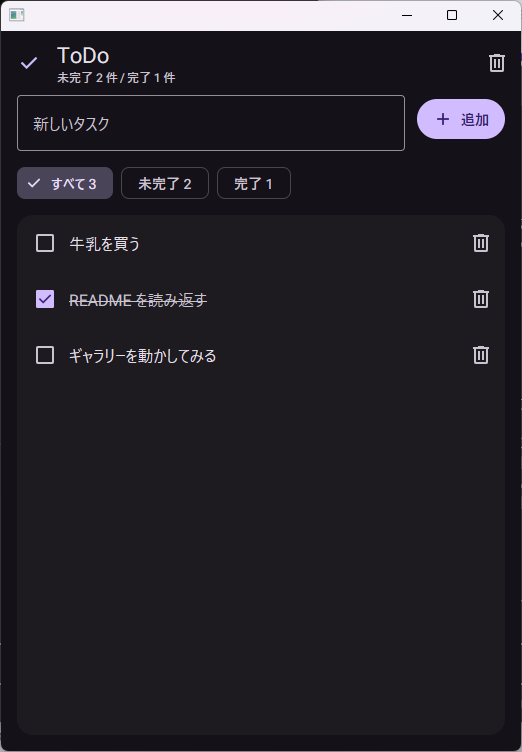 ToDo
未完了 2 件 / 完了 1 件
新しいタスク
追加
すべて 3
未完了 2
完了 1
牛乳を買う
README を読み返す
ギャラリーを動かしてみる